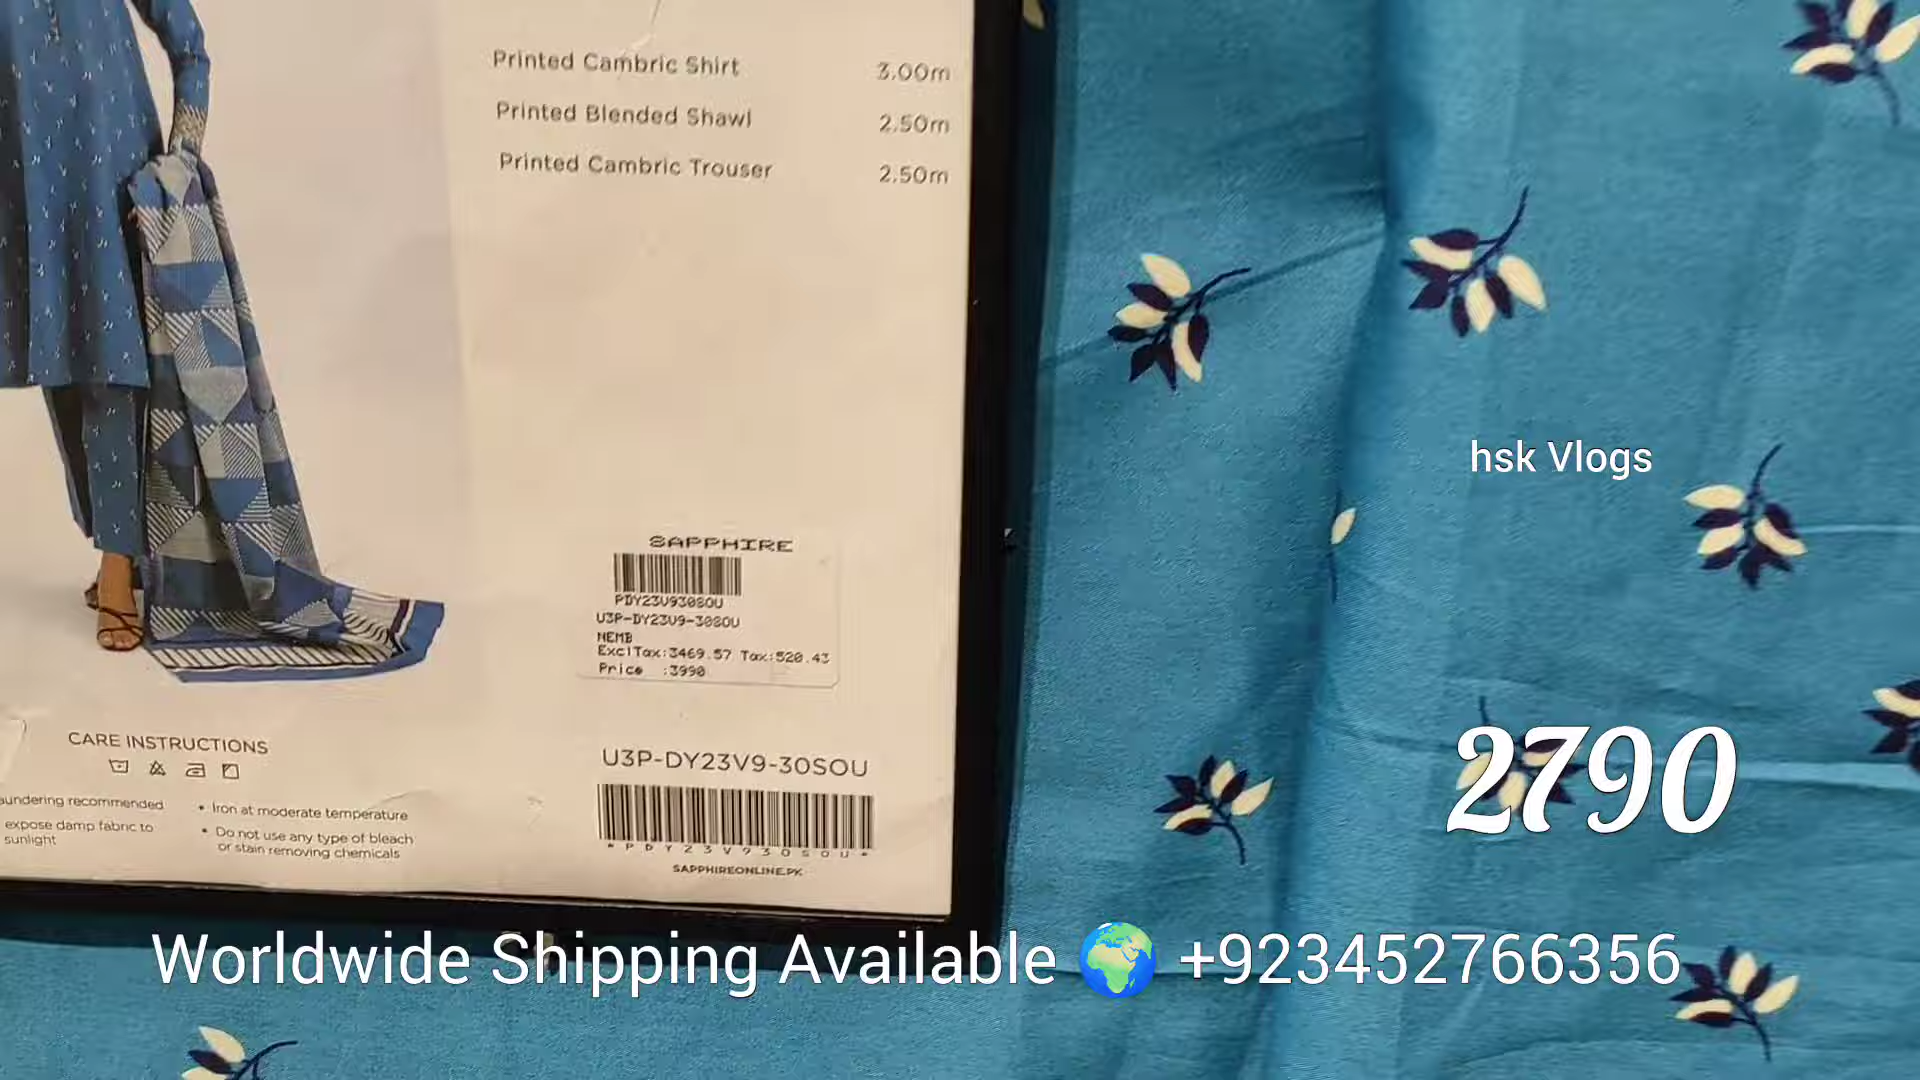 Printed Cambric Shirt 3.00m
Printed Blended Shawl 2.50m
Printed Cambric Trouser 2.50m
hsk Vlogs
SAPPHIRE
PDY23V930SOU
U3P-DY23V9-30SOU
NEMB
ExclTax:3469.57 Tax:520.43
Price :3990
2790
CARE INSTRUCTIONS
U3P-DY23V9-30SOU
aundering recommended
expose damp fabric to
sunlight
• Iron at moderate temperature
• Do not use any type of bleach
or stain removing chemicals
*PDY23V930SOU*
SAPPHIREONLINE.PK
Worldwide Shipping Available 🌍 +923452766356